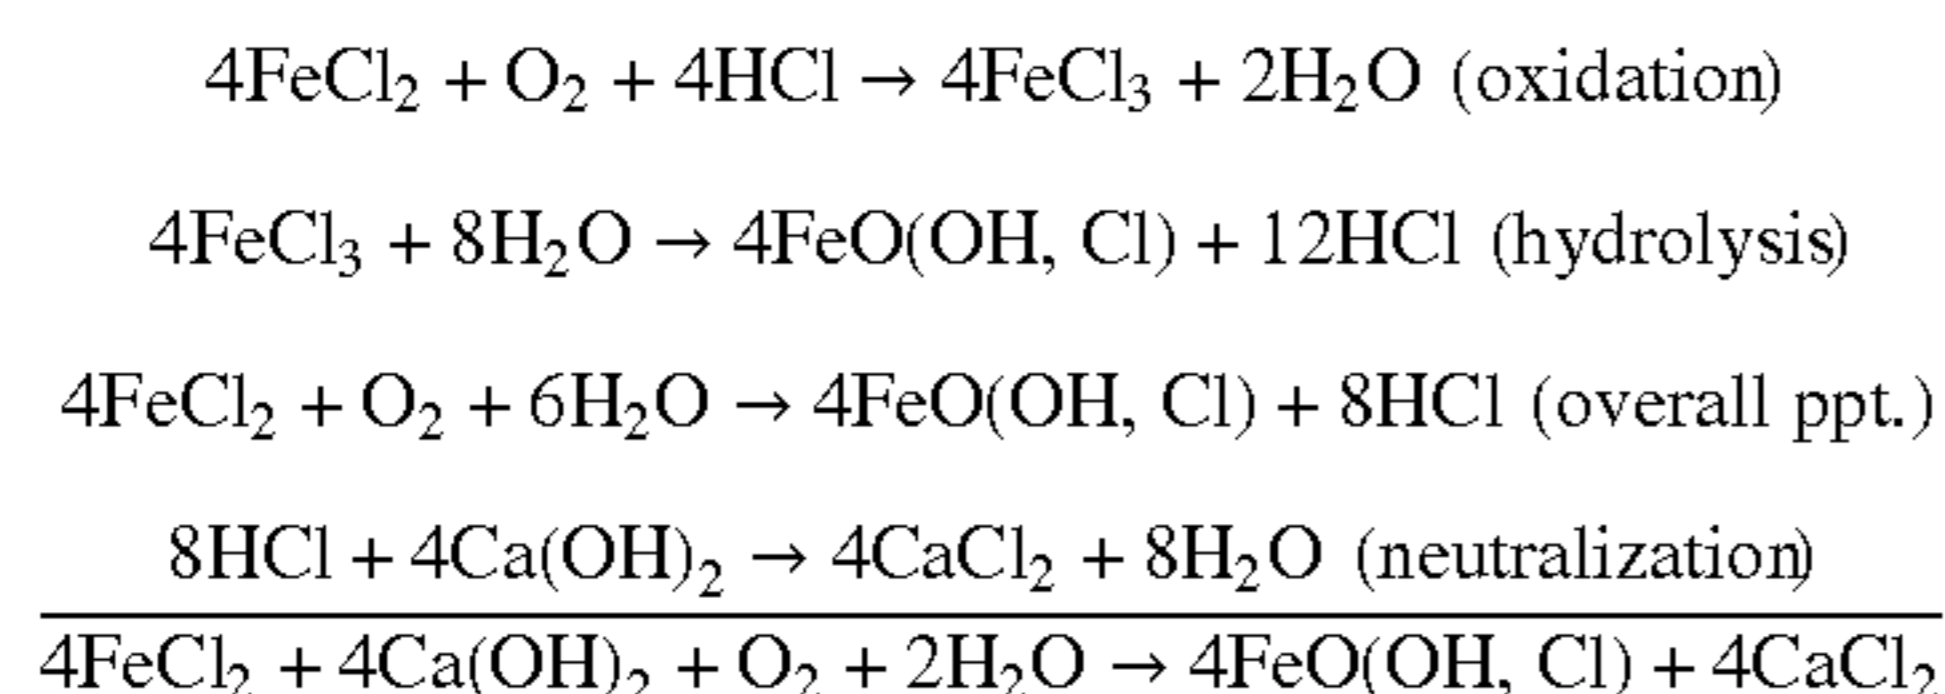 4FeCl₂ + O₂ + 4HCl → 4FeCl₃ + 2H₂O (oxidation)
4FeCl₃ + 8H₂O → 4FeO(OH, Cl) + 12HCl (hydrolysis)
4FeCl₂ + O₂ + 6H₂O → 4FeO(OH, Cl) + 8HCl (overall ppt.)
8HCl + 4Ca(OH)₂ → 4CaCl₂ + 8H₂O (neutralization)
4FeCl₂ + 4Ca(OH)₂ + O₂ + 2H₂O → 4FeO(OH, Cl) + 4CaCl₂